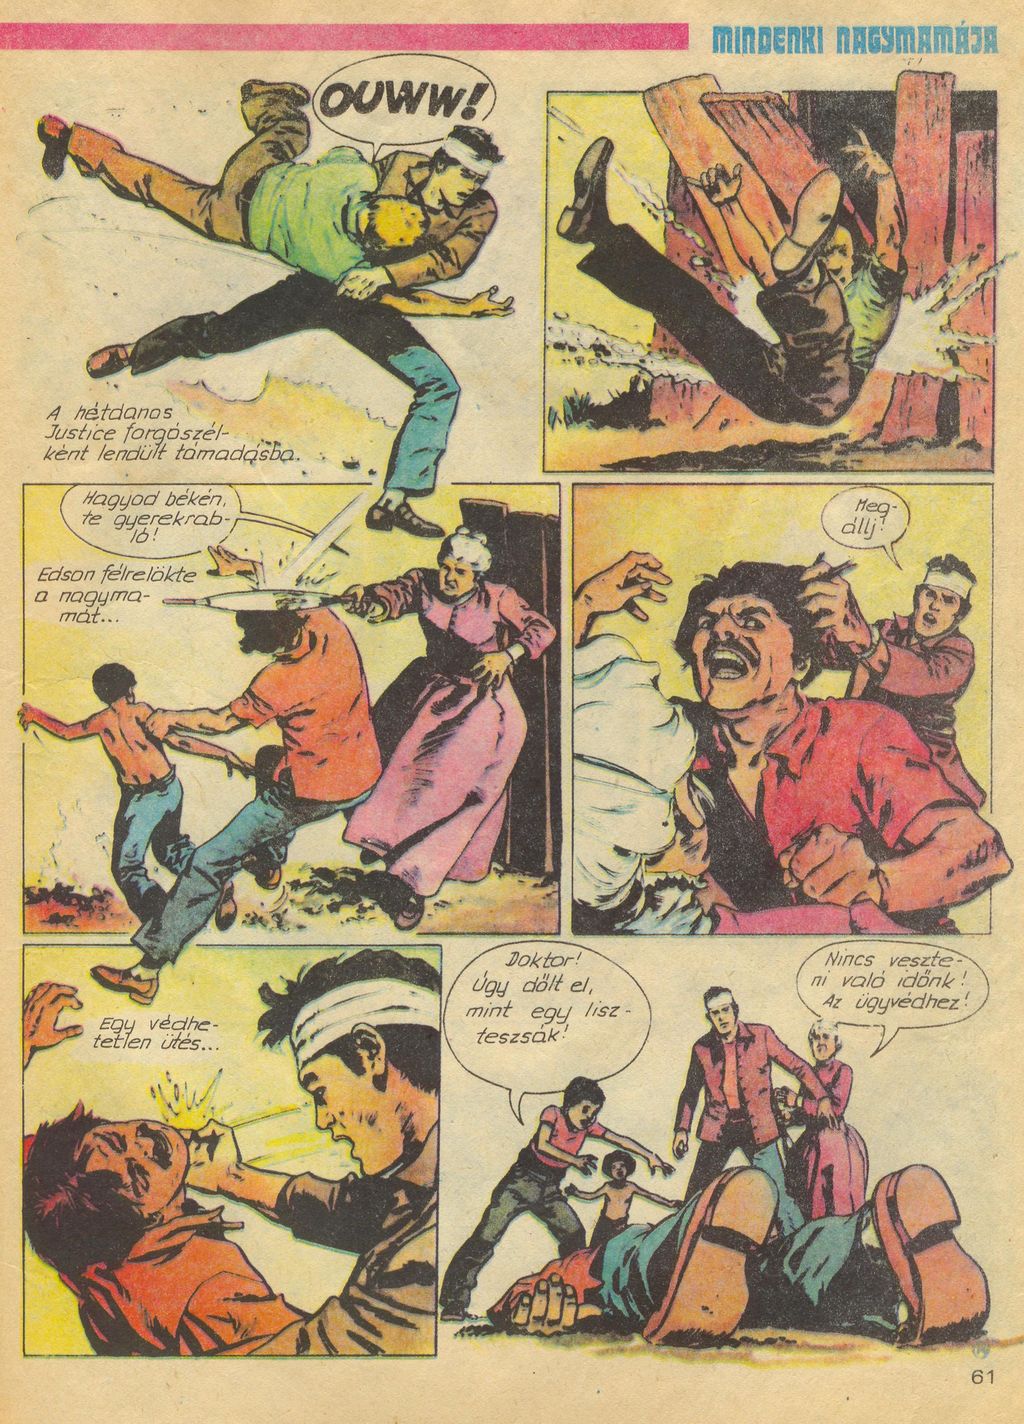 MINDENKI NAGYMAMÁJA
OUWW!
A hétdanos
Justice forgószél-
ként lendült támadásba.
Hagyod békén,
te gyerekrab-
ló!
Edson félrelökte
a nagyma-
mát...
Meg-
állj!
Egy védhe-
tetlen ütés...
Doktor!
Úgy dőlt el,
mint egy lisz-
teszsák!
Nincs veszte-
ni való időnk!
Az ügyvédhez!
61